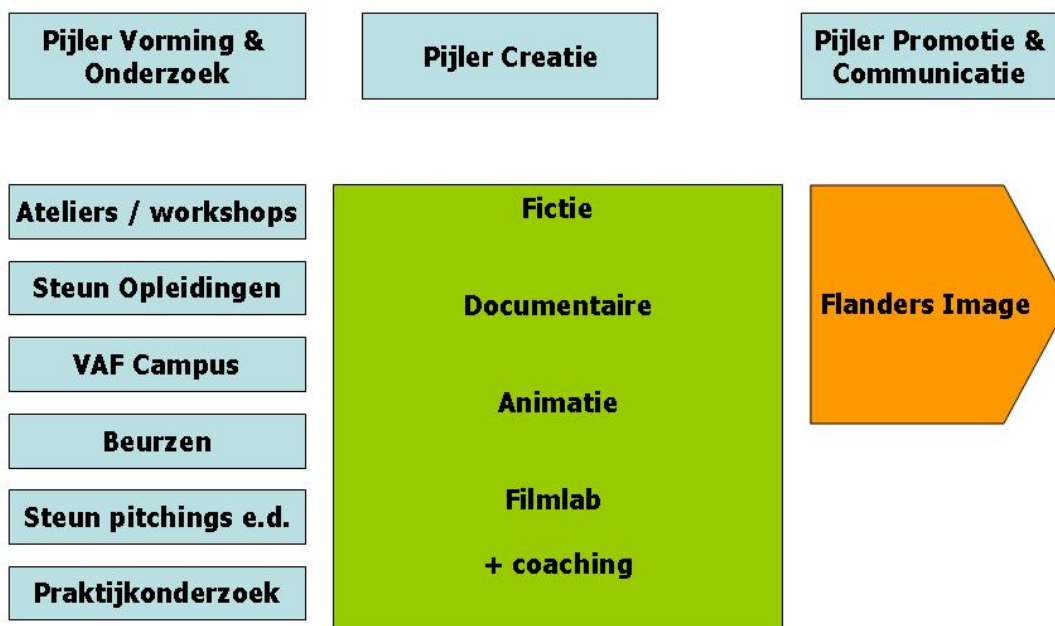 Pijler Vorming &
Onderzoek
Pijler Creatie
Pijler Promotie &
Communicatie
Ateliers / workshops
Steun Opleidingen
VAF Campus
Beurzen
Steun pitchings e.d.
Praktijkonderzoek
Fictie
Documentaire
Animatie
Filmlab
+ coaching
Flanders Image